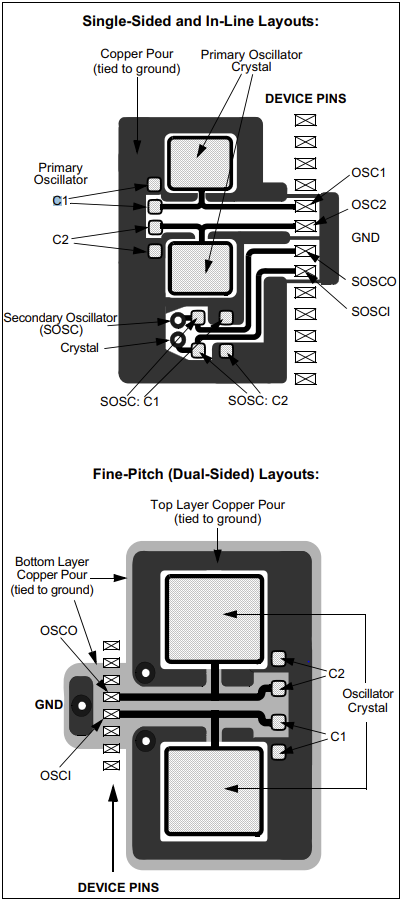 Single-Sided and In-Line Layouts:
Copper Pour
(tied to ground)
Primary Oscillator
Crystal
DEVICE PINS
Primary
Oscillator
C1
C2
OSC1
OSC2
GND
SOSCO
SOSCI
Secondary Oscillator
(SOSC)
Crystal
SOSC: C1
SOSC: C2
Fine-Pitch (Dual-Sided) Layouts:
Top Layer Copper Pour
(tied to ground)
Bottom Layer
Copper Pour
(tied to ground)
OSCO
GND
OSCI
C2
Oscillator
Crystal
C1
DEVICE PINS